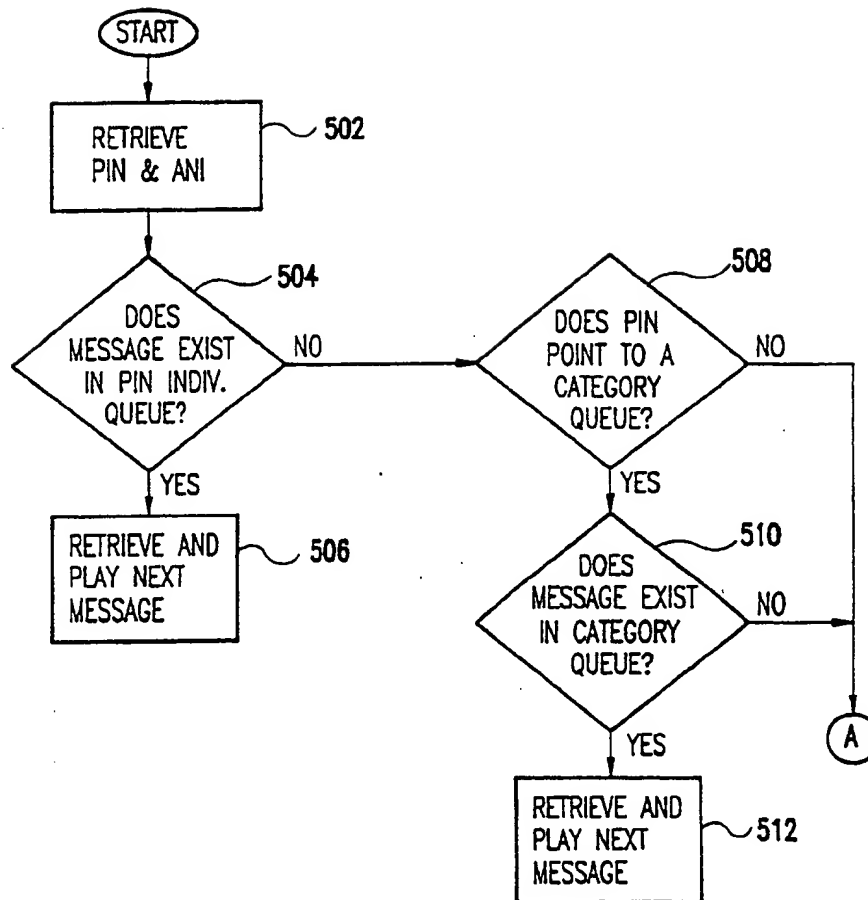 START
RETRIEVE
PIN & ANI
502
DOES
MESSAGE EXIST
IN PIN INDIV.
QUEUE?
504
NO
YES
RETRIEVE AND
PLAY NEXT
MESSAGE
506
DOES PIN
POINT TO A
CATEGORY
QUEUE?
508
NO
YES
DOES
MESSAGE EXIST
IN CATEGORY
QUEUE?
510
NO
A
YES
RETRIEVE AND
PLAY NEXT
MESSAGE
512